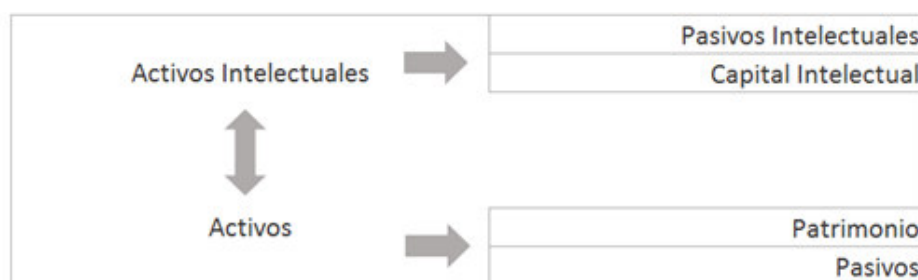 Pasivos Intelectuales
Activos Intelectuales
Capital Intelectual
Activos
Patrimonio
Pasivos